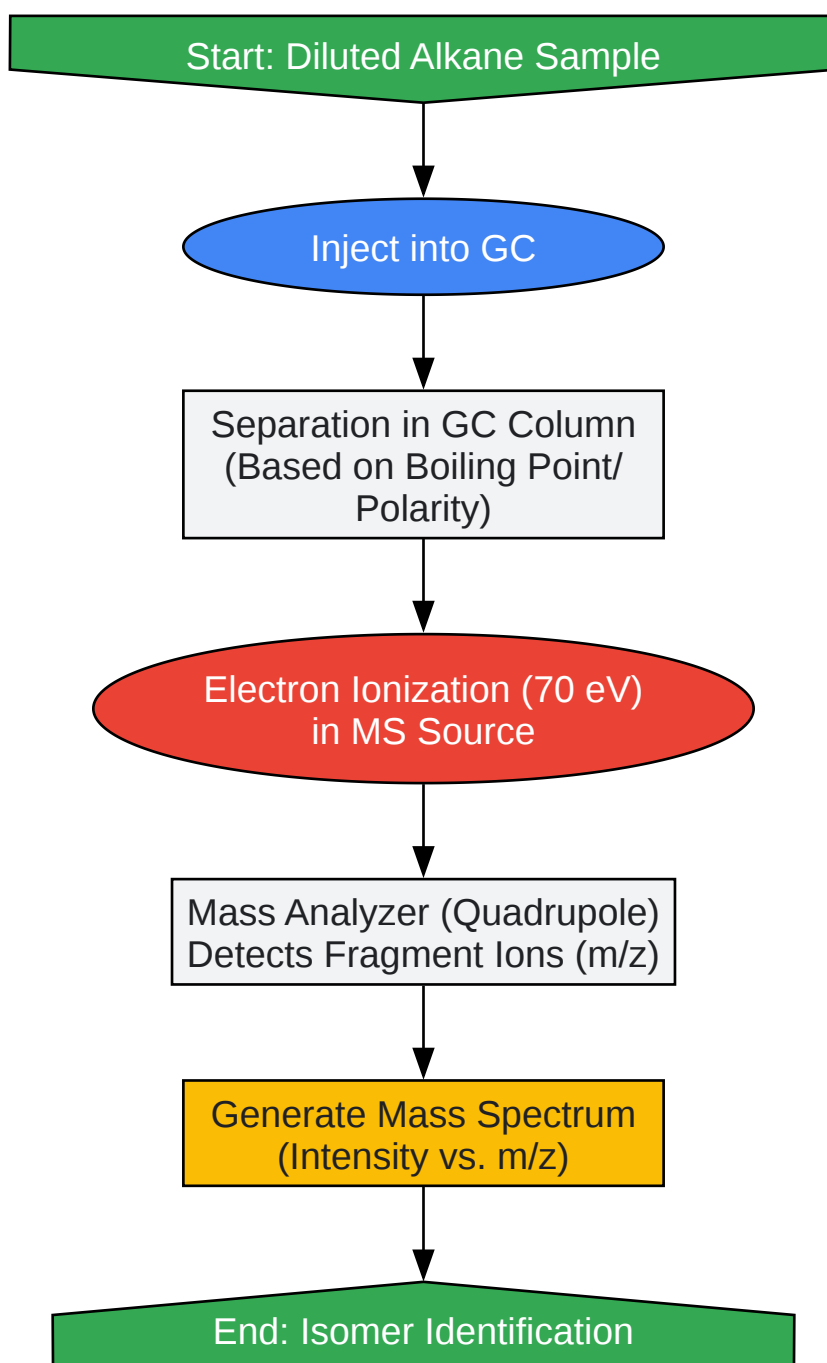 Start: Diluted Alkane Sample
Inject into GC
Separation in GC Column
(Based on Boiling Point/
Polarity)
Electron Ionization (70 eV)
in MS Source
Mass Analyzer (Quadrupole)
Detects Fragment Ions (m/z)
Generate Mass Spectrum
(Intensity vs. m/z)
End: Isomer Identification